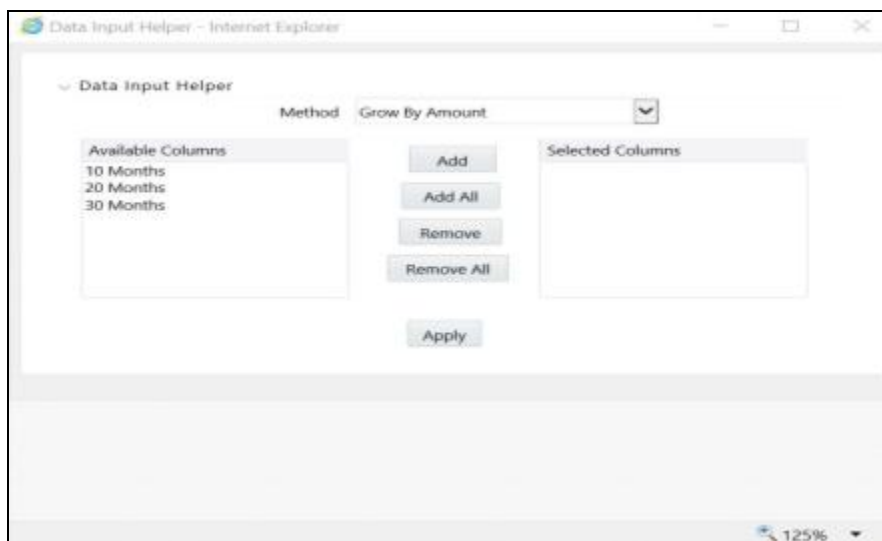 Data Input Helper - Internet Explorer
Data Input Helper
Method Grow By Amount
Available Columns
10 Months
20 Months
30 Months
Add
Add All
Remove
Remove All
Selected Columns
Apply
125%